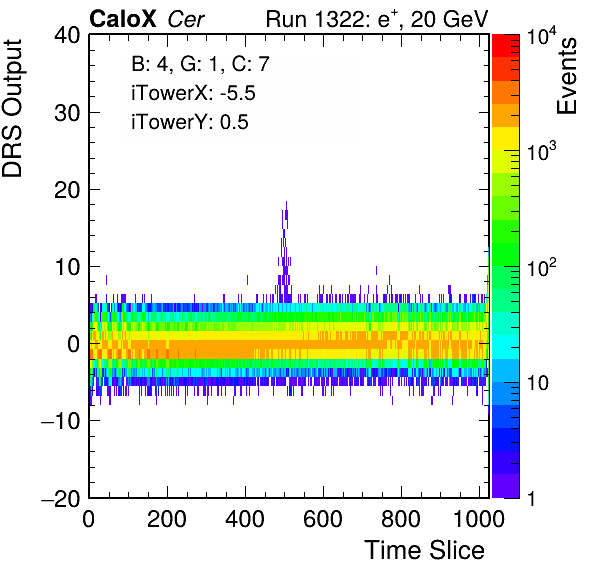 CaloX Cer
Run 1322: e+, 20 GeV
DRS Output
Events
B: 4, G: 1, C: 7
iTowerX: -5.5
iTowerY: 0.5
40
30
20
10
0
−10
−20
10^4
10^3
10^2
10
1
0 200 400 600 800 1000
Time Slice